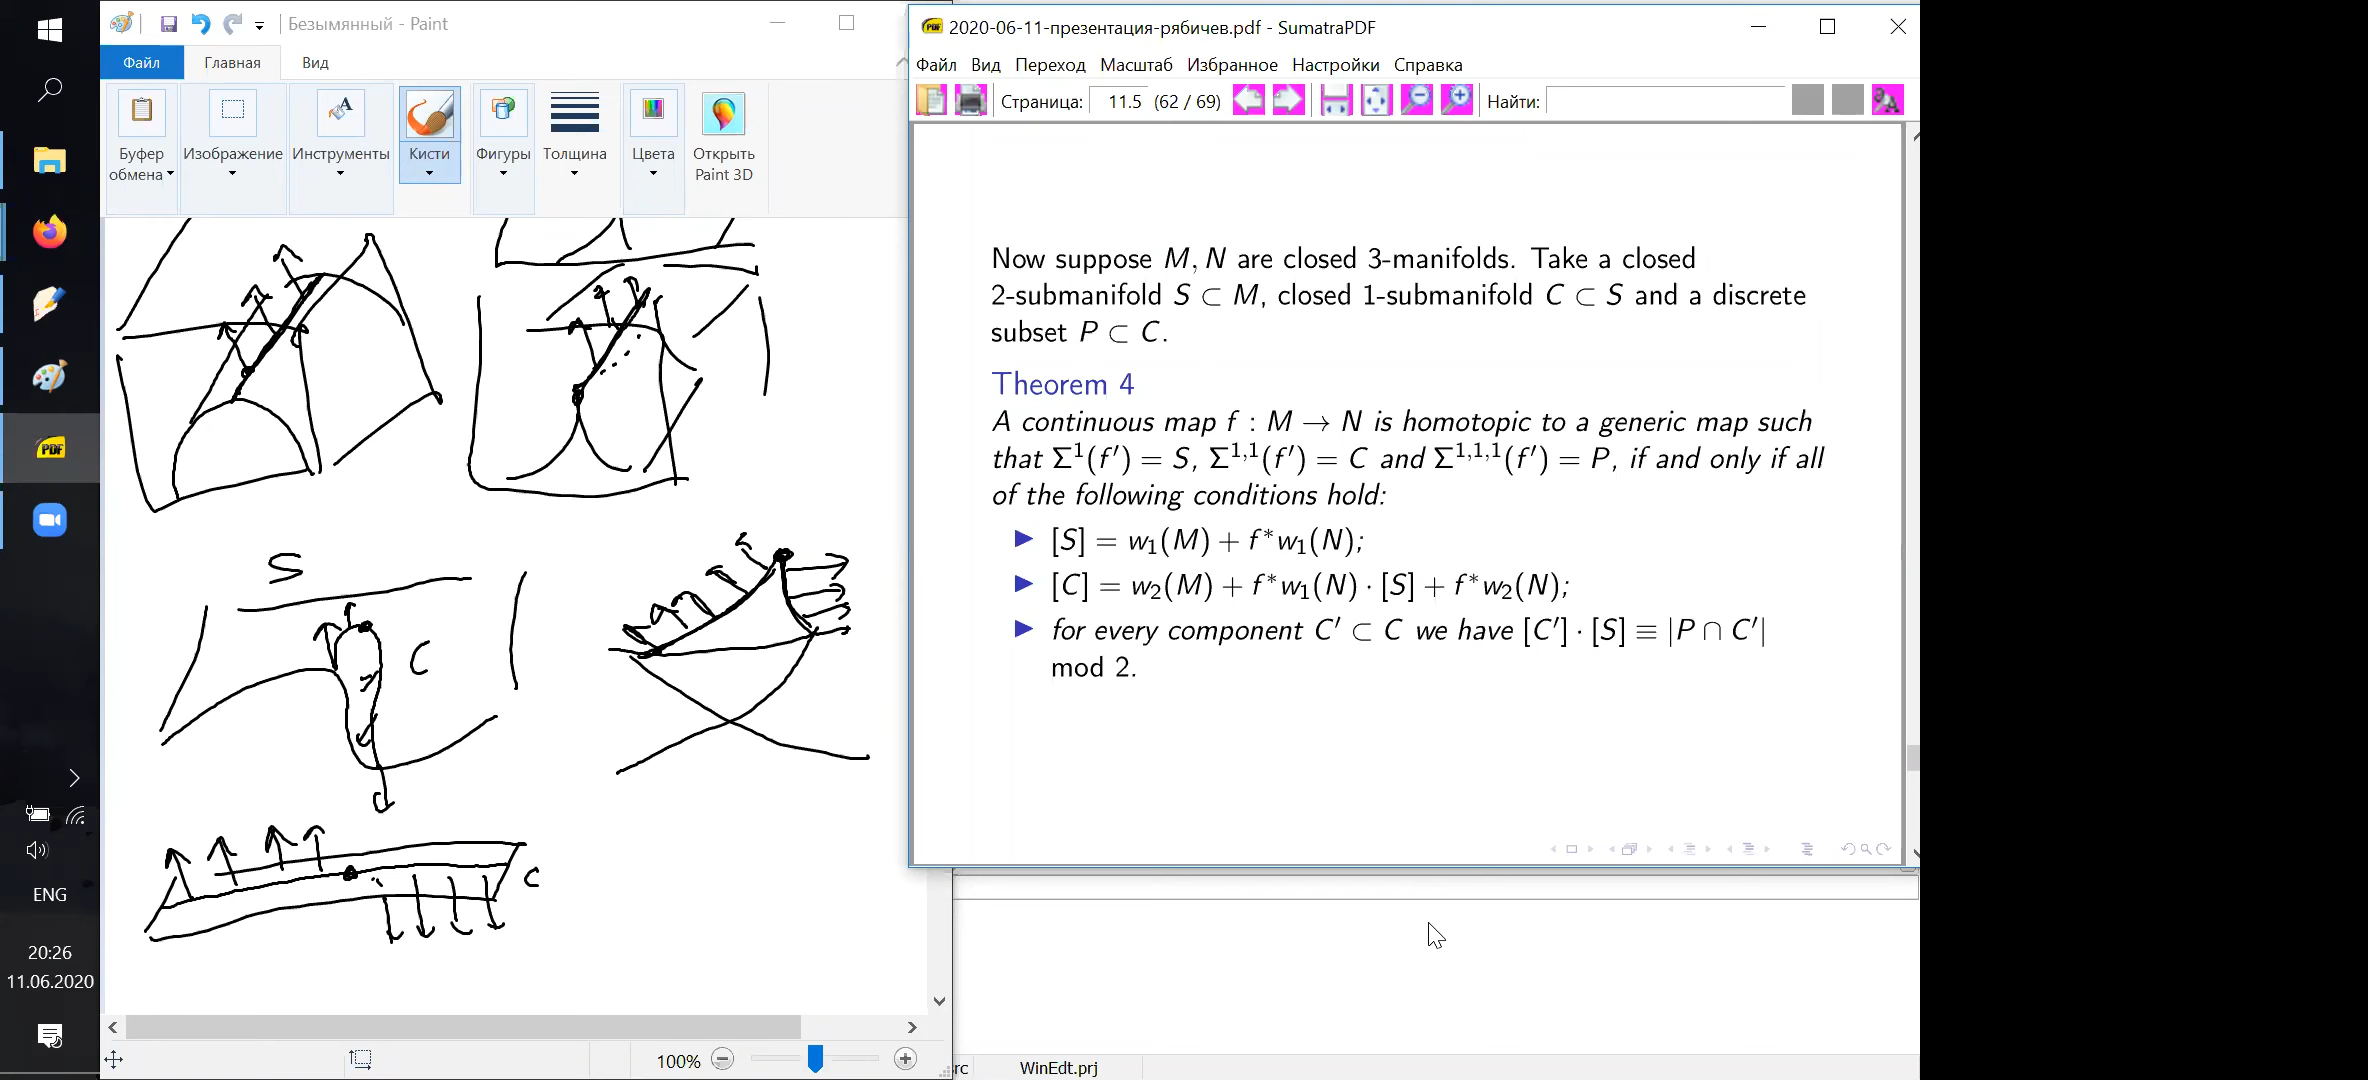 Безымянный - Paint
Файл Главная Вид
Буфер обмена
Изображение
Инструменты
Кисти
Фигуры
Толщина
Цвета
Открыть Paint 3D
S
C
C
100%
ENG
20:26
11.06.2020
2020-06-11-презентация-рябичев.pdf - SumatraPDF
Файл Вид Переход Масштаб Избранное Настройки Справка
Страница: 11.5 (62 / 69) Найти:
Now suppose M, N are closed 3-manifolds. Take a closed
2-submanifold S ⊂ M, closed 1-submanifold C ⊂ S and a discrete
subset P ⊂ C.
Theorem 4
A continuous map f : M → N is homotopic to a generic map such
that Σ¹(f′) = S, Σ¹,¹(f′) = C and Σ¹,¹,¹(f′) = P, if and only if all
of the following conditions hold:
▶ [S] = w₁(M) + f*w₁(N);
▶ [C] = w₂(M) + f*w₁(N) · [S] + f*w₂(N);
▶ for every component C′ ⊂ C we have [C′] · [S] ≡ |P ∩ C′|
mod 2.
rc WinEdt.prj
PDF